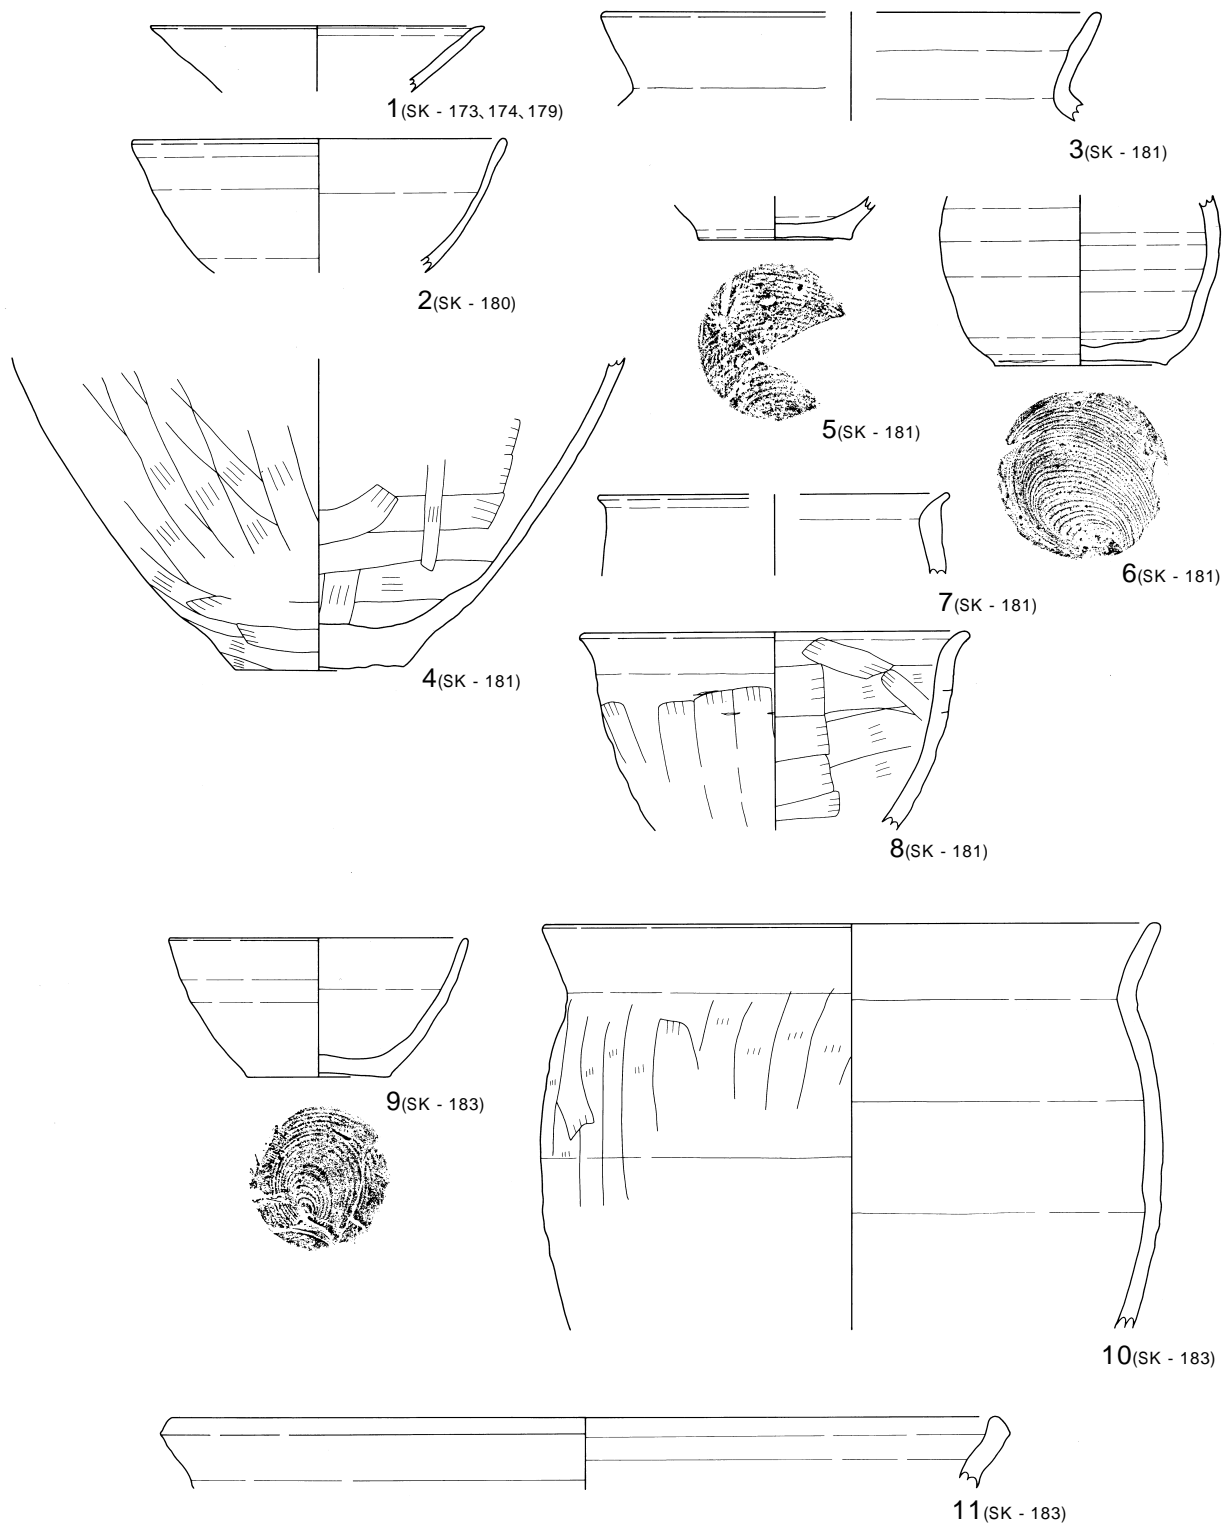 1(SK - 173、174、179)
3(SK - 181)
2(SK - 180)
5(SK - 181)
6(SK - 181)
7(SK - 181)
4(SK - 181)
8(SK - 181)
9(SK - 183)
10(SK - 183)
11(SK - 183)